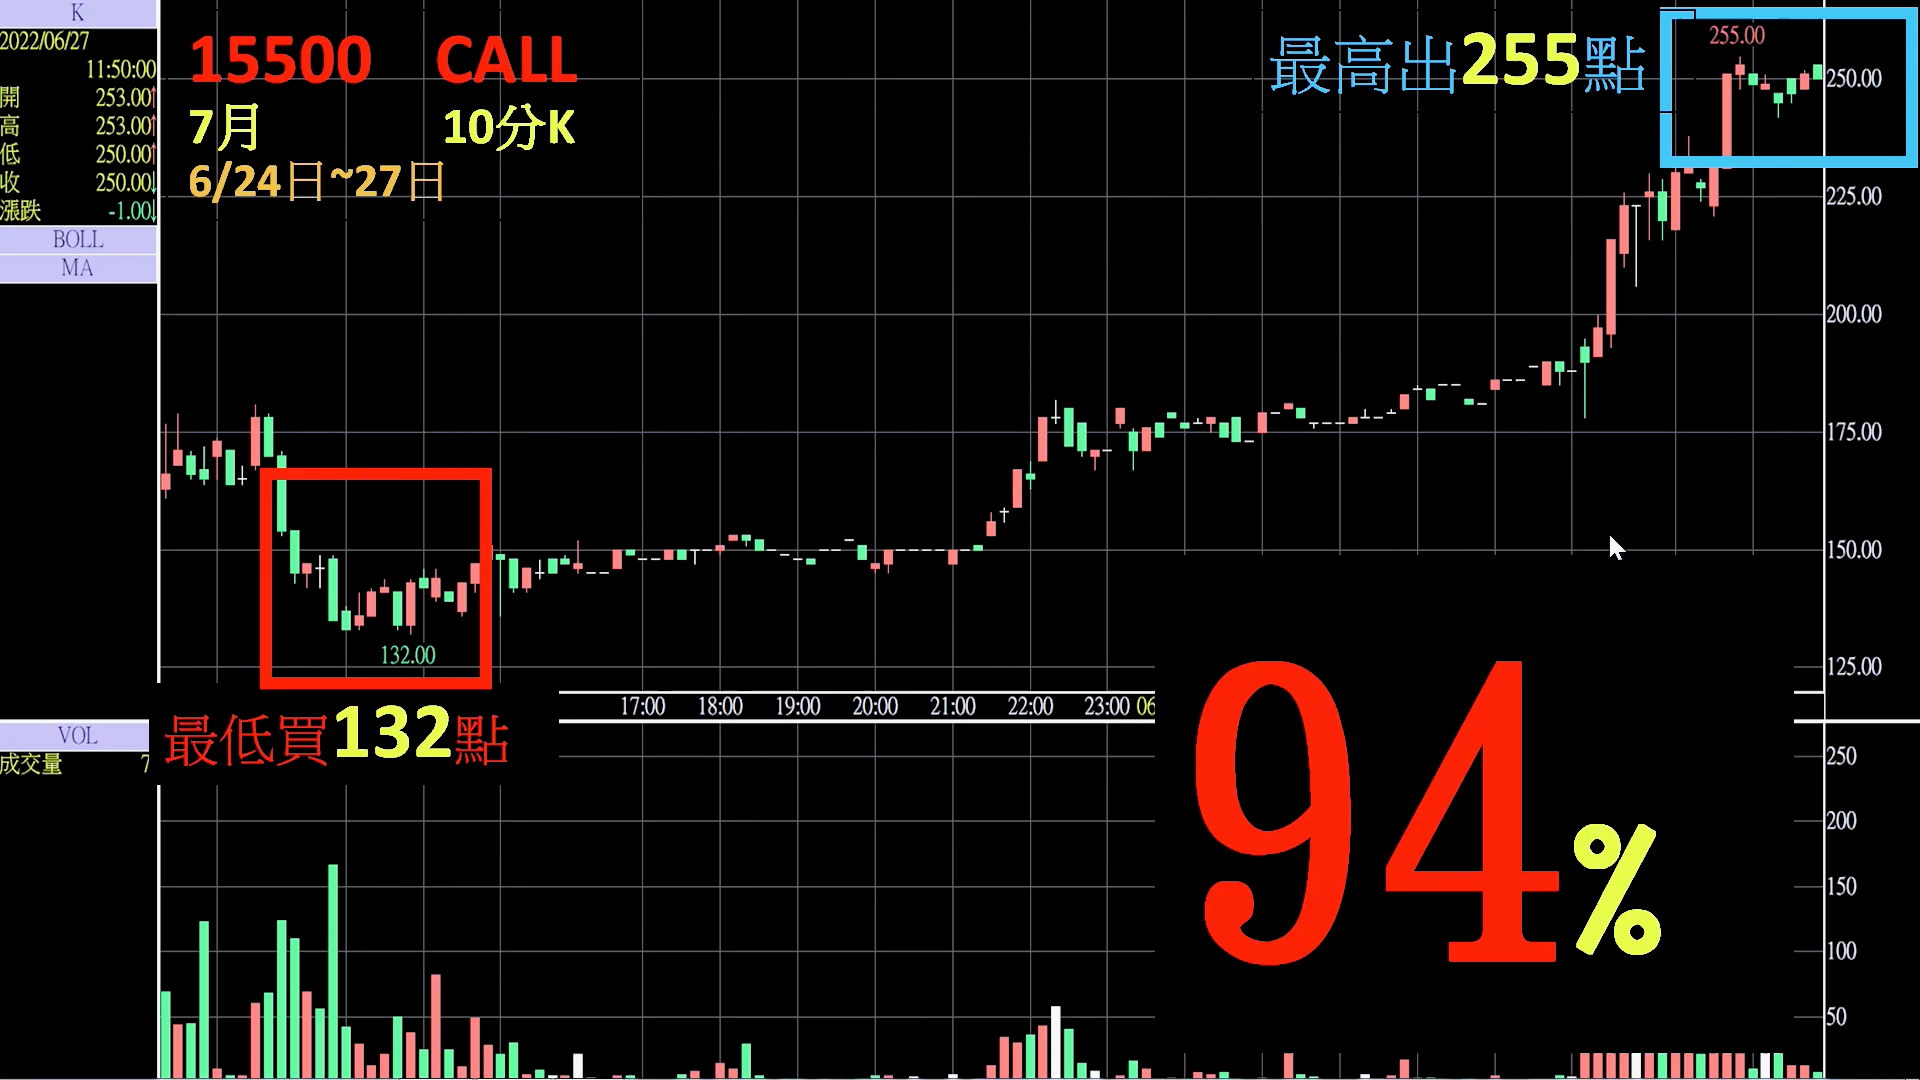 K
2022/06/27
11:50:00
開 253.00↑
高 253.00↑
低 250.00↑
收 250.00↓
漲跌 -1.00↓
BOLL
MA
15500 CALL
7月 10分K
6/24日~27日
最高出255點
255.00
250.00
225.00
200.00
175.00
150.00
125.00
132.00
17:00 18:00 19:00 20:00 21:00 22:00 23:00 06
最低買132點
VOL
成交量 7
94%
250
200
150
100
50